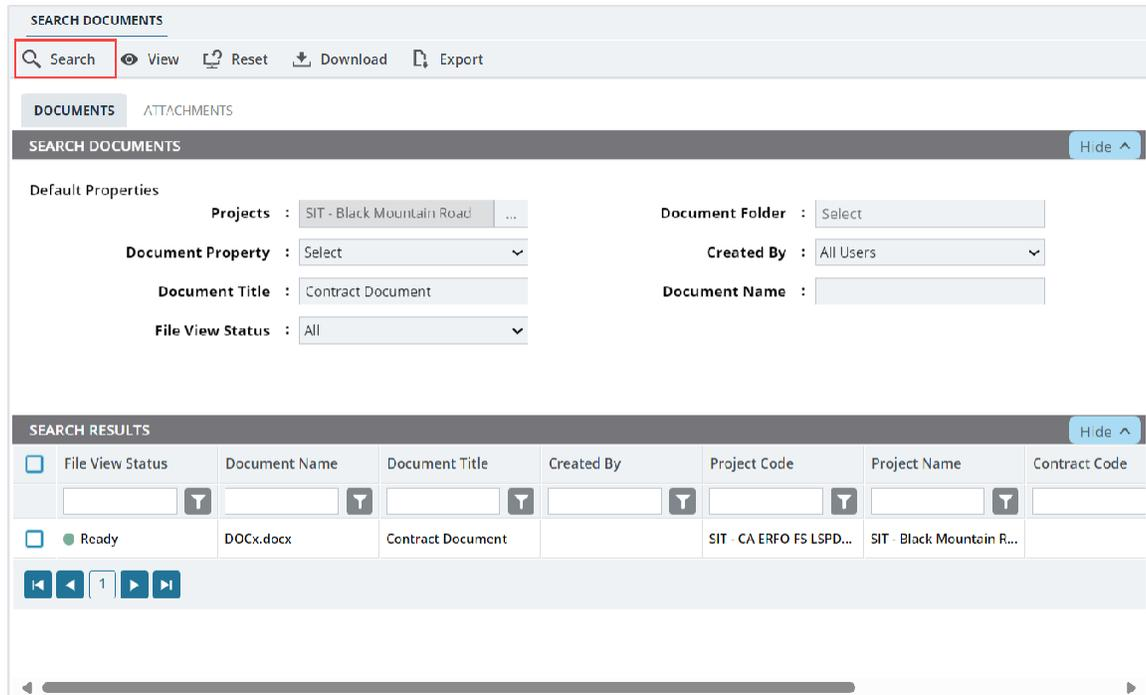 SEARCH DOCUMENTS
Search View Reset Download Export
DOCUMENTS ATTACHMENTS
SEARCH DOCUMENTS Hide
Default Properties
Projects : SIT - Black Mountain Road ... Document Folder : Select
Document Property : Select Created By : All Users
Document Title : Contract Document Document Name :
File View Status : All
SEARCH RESULTS Hide
File View Status Document Name Document Title Created By Project Code Project Name Contract Code
Ready DOCx.docx Contract Document SIT - CA ERFO FS LSPD... SIT - Black Mountain R...
1